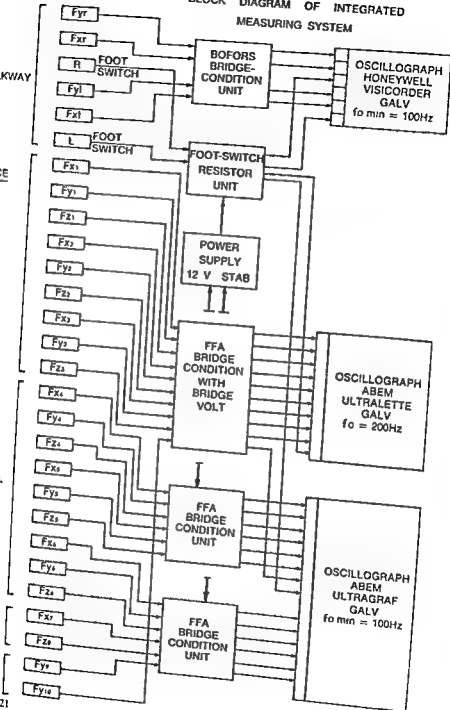 BLOCK DIAGRAM OF INTEGRATED
MEASURING SYSTEM
Fyr
Fxr
R
FOOT
SWITCH
Fyl
Fxl
L
FOOT
SWITCH
Fx1
Fy1
Fz1
Fx2
Fy2
Fz2
Fx3
Fy3
Fz3
Fx4
Fy4
Fz4
Fx5
Fy5
Fz5
Fx6
Fy6
Fz6
Fx7
Fz8
Fy9
Fy10
BOFORS
BRIDGE-
CONDITION
UNIT
FOOT-SWITCH
RESISTOR
UNIT
POWER
SUPPLY
12 V STAB
FFA
BRIDGE
CONDITION
WITH
BRIDGE
VOLT
FFA
BRIDGE
CONDITION
UNIT
FFA
BRIDGE
CONDITION
UNIT
OSCILLOGRAPH
HONEYWELL
VISICORDER
GALV
fo min = 100Hz
OSCILLOGRAPH
ABEM
ULTRALETTE
GALV
fo = 200Hz
OSCILLOGRAPH
ABEM
ULTRAGRAF
GALV
fo min = 100Hz
21